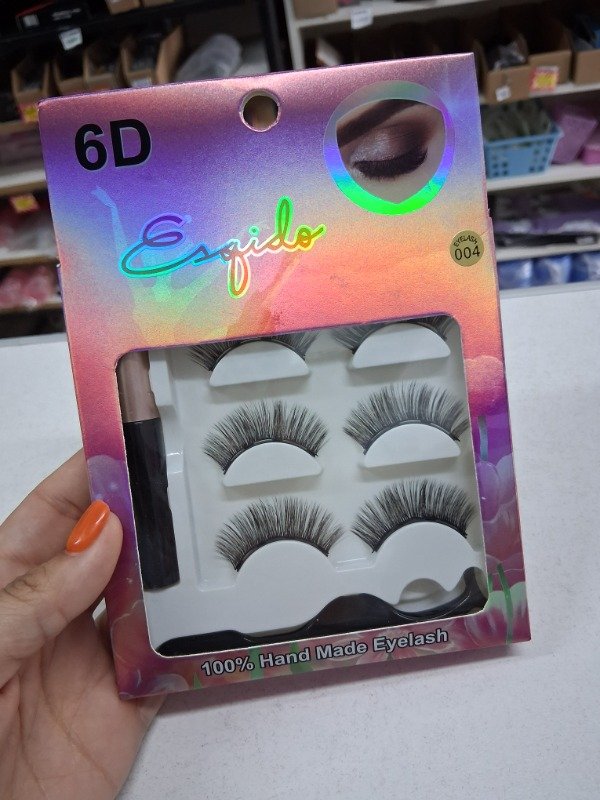 6D
Esqido
EYELASH
004
100% Hand Made Eyelash